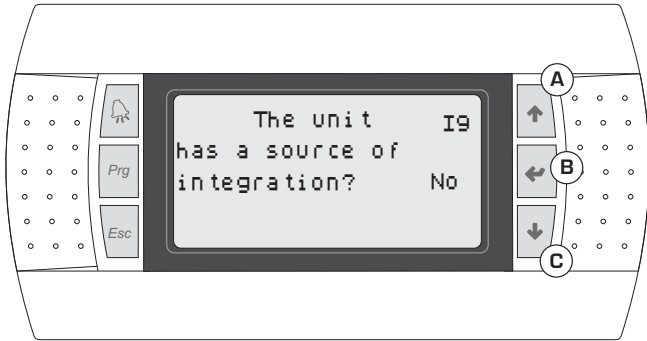 The unit I9
has a source of
integration? No
Prg
Esc
A
B
C